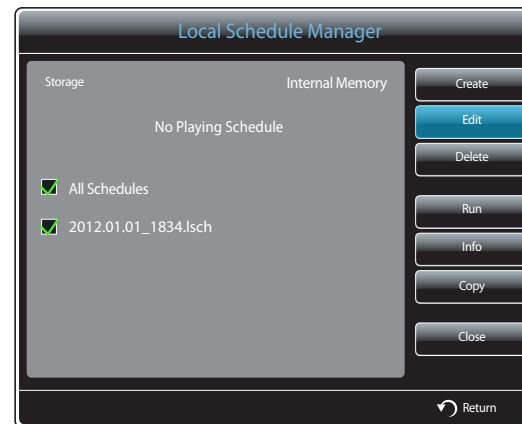 Local Schedule Manager
Storage Internal Memory
No Playing Schedule
All Schedules
2012.01.01_1834.lsch
Create
Edit
Delete
Run
Info
Copy
Close
Return